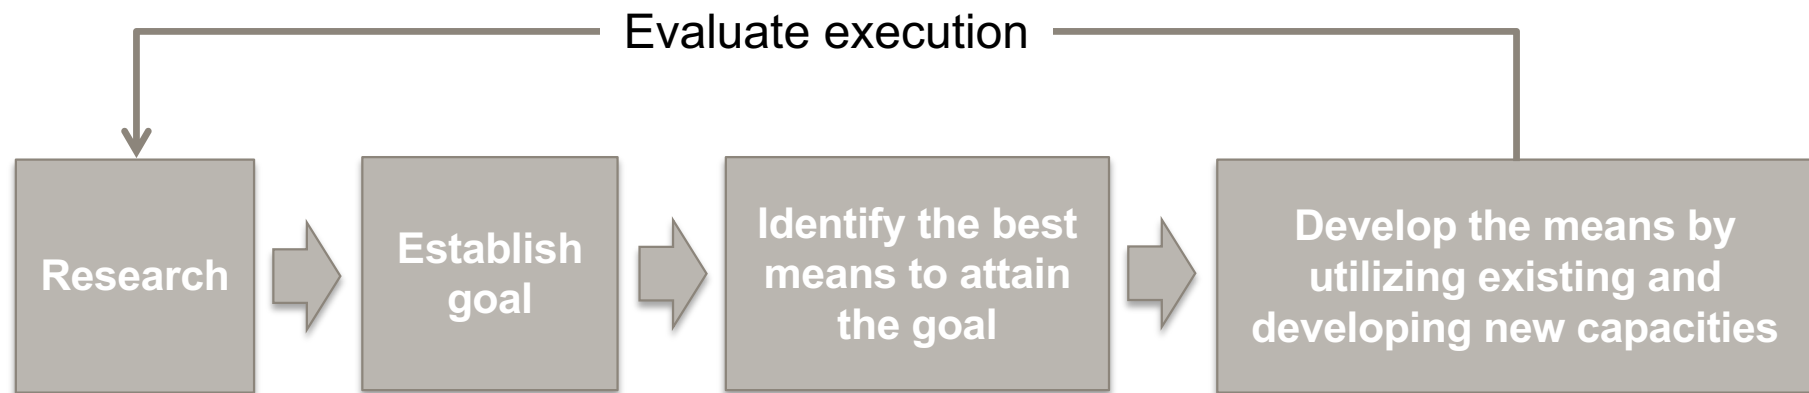 Evaluate execution
Research
Establish
goal
Identify the best
means to attain
the goal
Develop the means by
utilizing existing and
developing new capacities